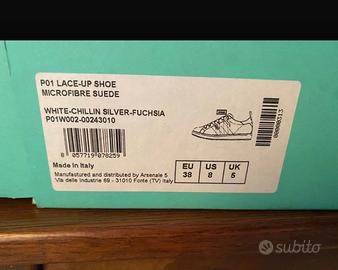 P01 LACE-UP SHOE
MICROFIBRE SUEDE
WHITE-CHILLIN SILVER-FUCHSIA
P01W002-00243010
8 057719 078259
Made in Italy
EU US UK
38 8 5
Manufactured and distributed by Arsenale 5
Via delle Industrie 69 - 31010 Fonte (TV) Italy
subito